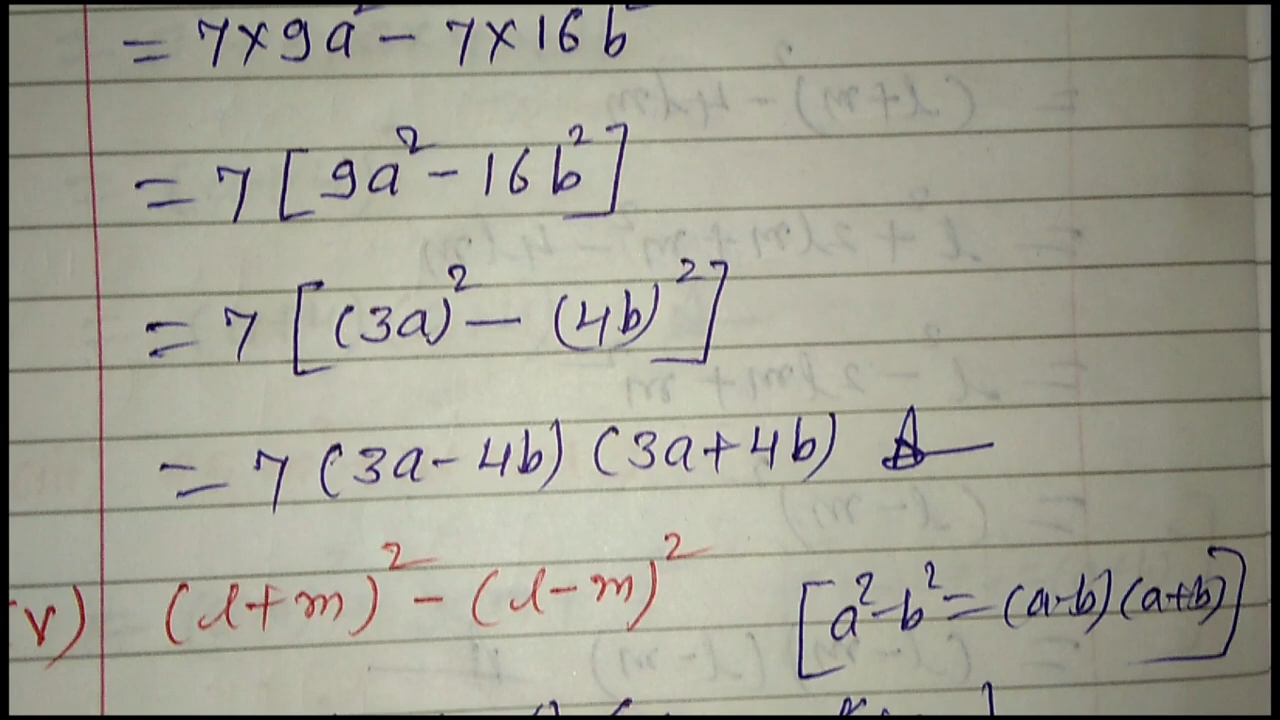 = 7×9a² - 7×16b²
= 7[9a² - 16b²]
= 7[(3a)² - (4b)²]
= 7(3a-4b)(3a+4b)
v) (l+m)² - (l-m)² [a²-b²=(a-b)(a+b)]